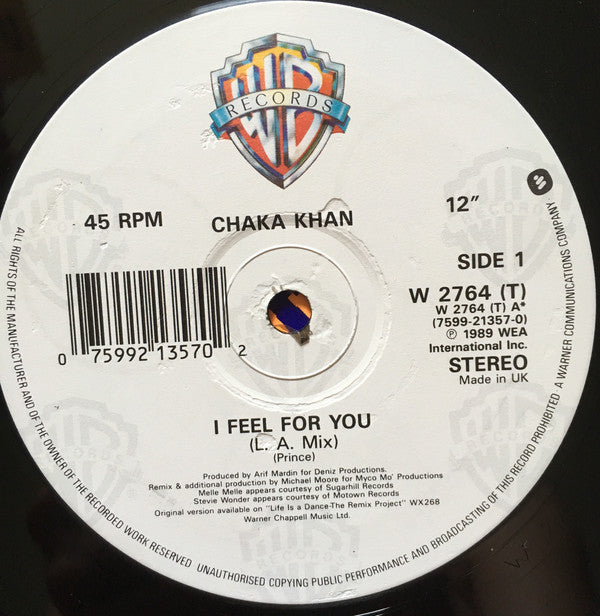 WB
RECORDS
45 RPM
CHAKA KHAN
12"
SIDE 1
W 2764 (T)
W 2764 (T) A*
(7599-21357-0)
Ⓟ 1989 WEA
International Inc.
STEREO
Made in UK
0 75992 13570 2
I FEEL FOR YOU
(L. A. Mix)
(Prince)
Produced by Arif Mardin for Deniz Productions.
Remix & additional production by Michael Moore for Myco Mo' Productions
Melle Melle appears courtesy of Sugarhill Records
Stevie Wonder appears courtesy of Motown Records
Original version available on "Life Is a Dance-The Remix Project" WX268
Warner Chappell Music Ltd.
ALL RIGHTS OF THE MANUFACTURER AND OF THE OWNER OF THE RECORDED WORK RESERVED UNAUTHORISED COPYING PUBLIC PERFORMANCE AND BROADCASTING OF THIS RECORD PROHIBITED A WARNER COMMUNICATIONS COMPANY